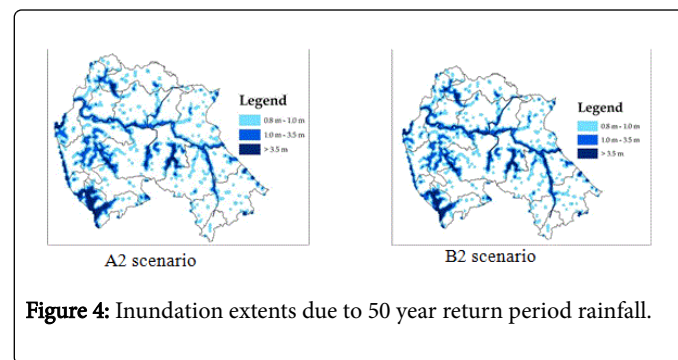 Legend
0.8 m - 1.0 m
1.0 m - 3.5 m
> 3.5 m
Legend
0.8 m - 1.0 m
1.0 m - 3.5 m
> 3.5 m
A2 scenario
B2 scenario
Figure 4: Inundation extents due to 50 year return period rainfall.